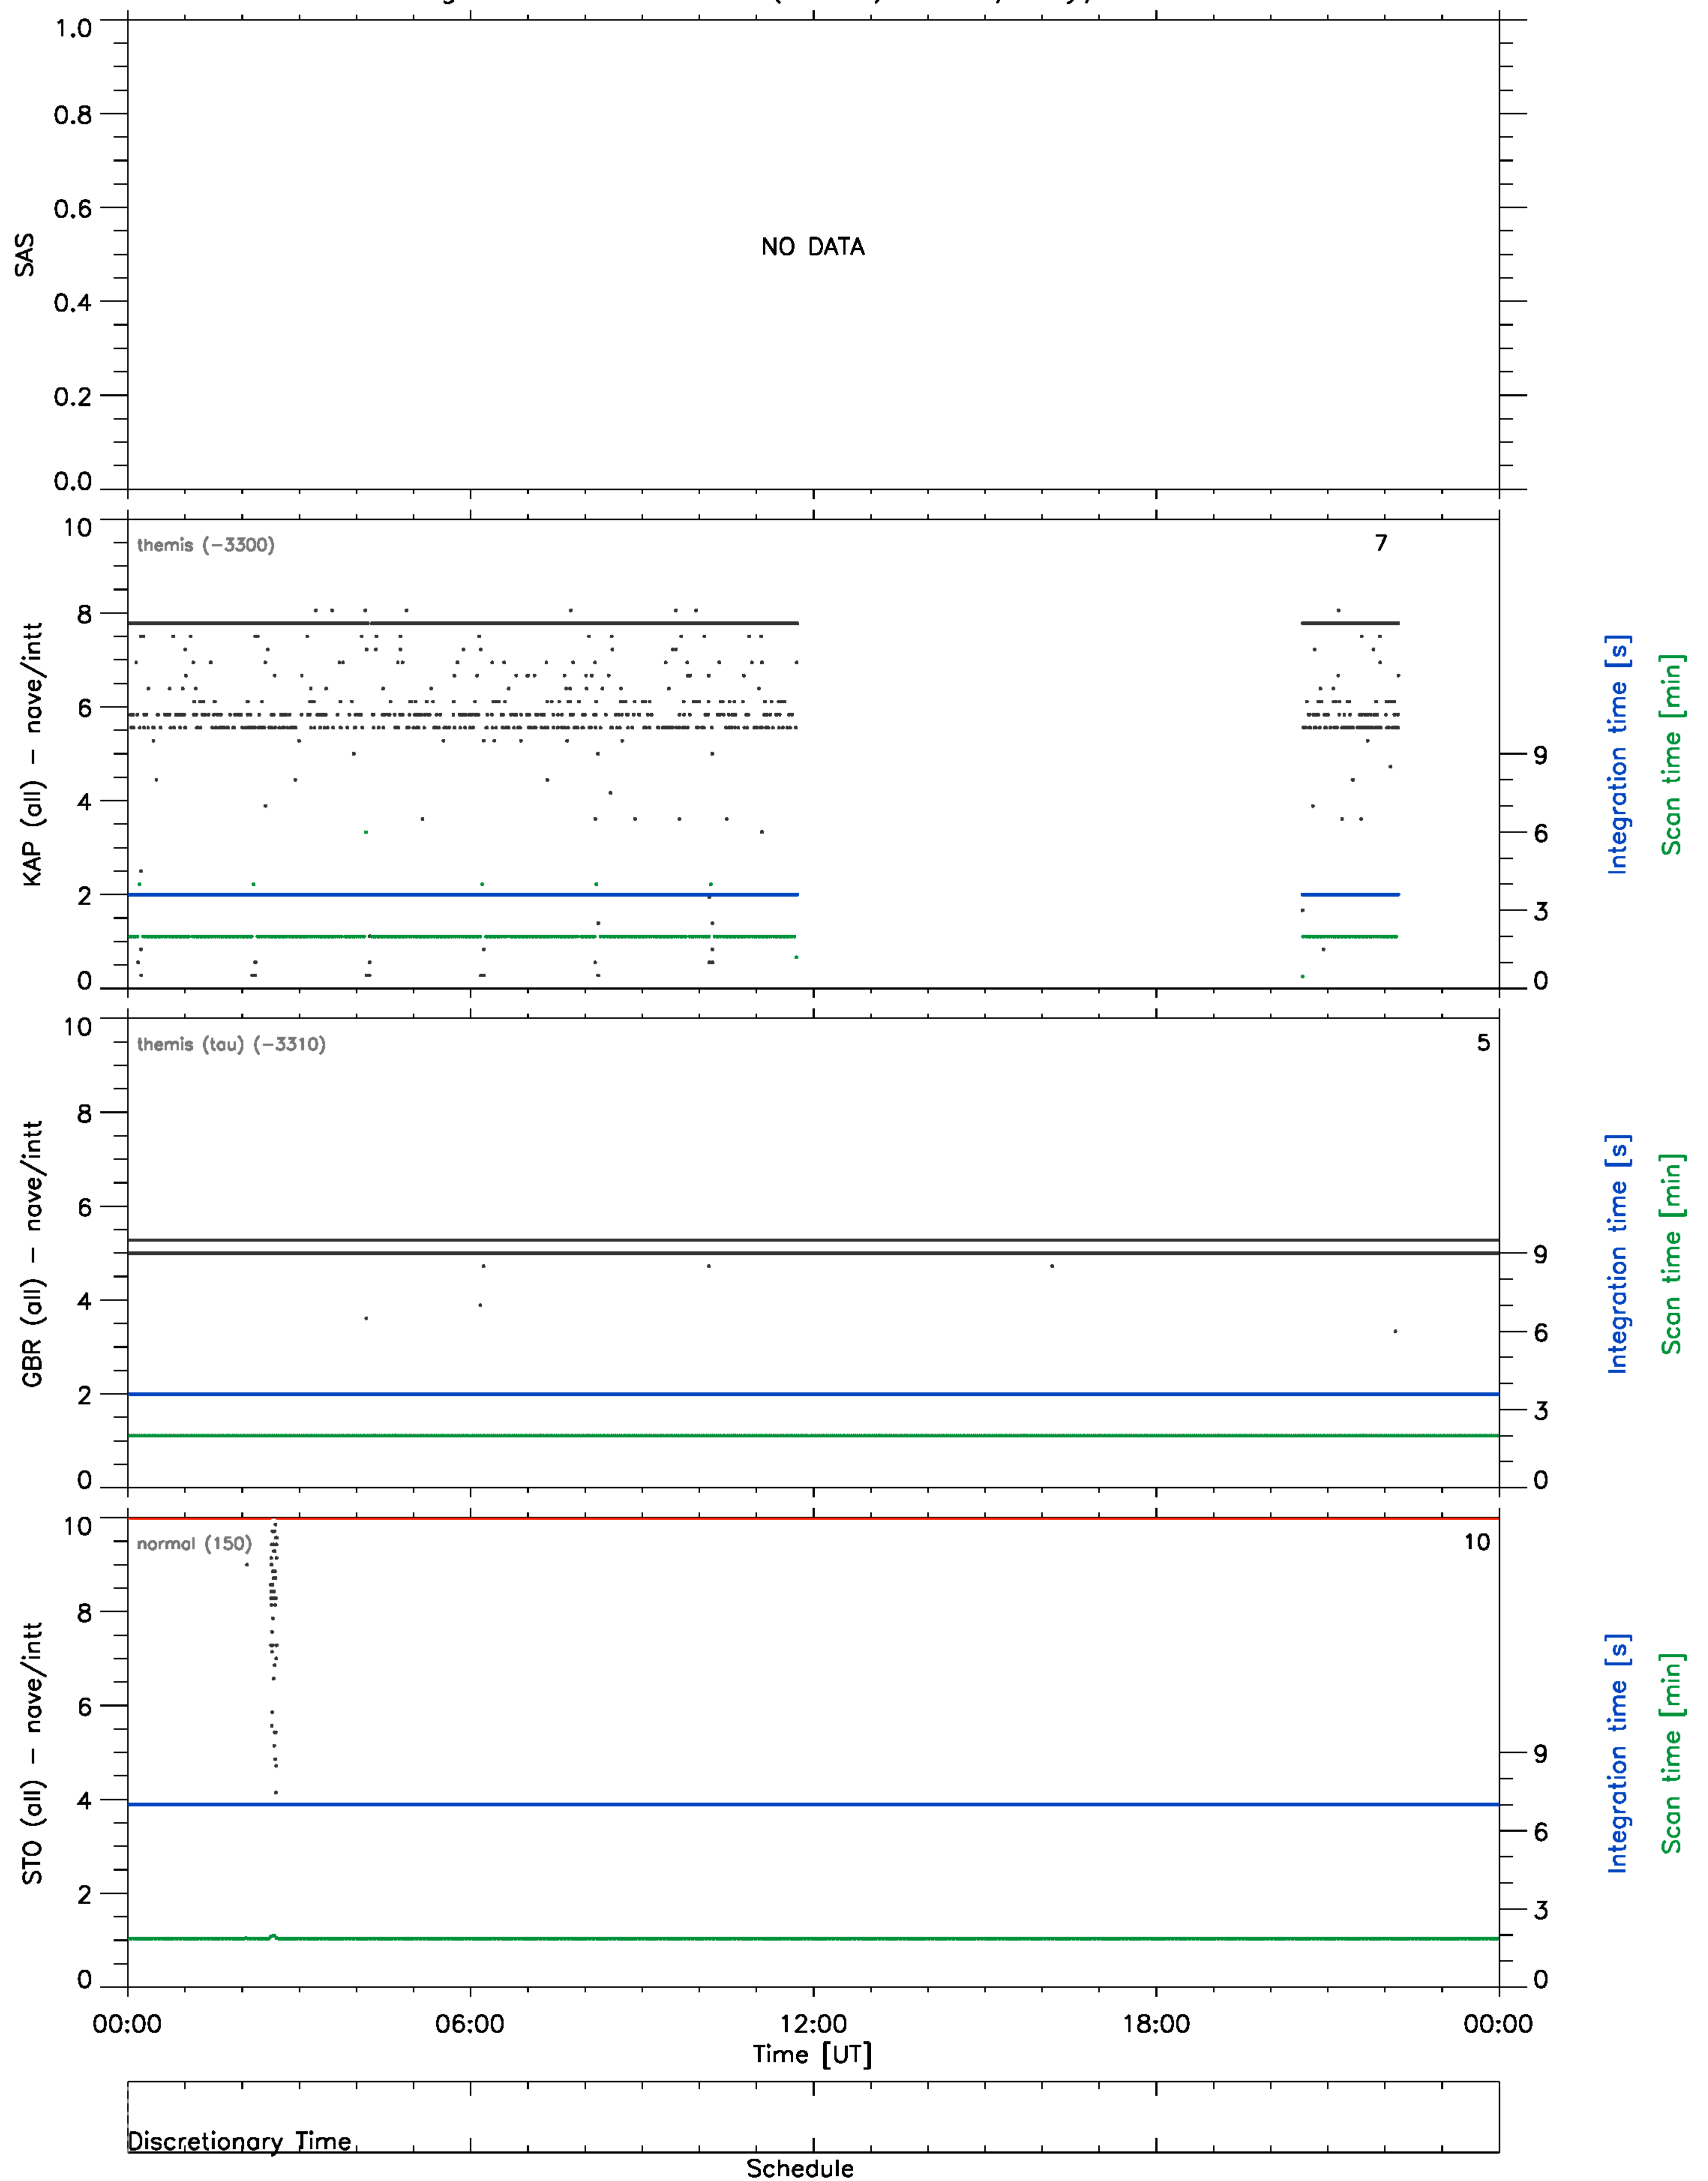 1.0
0.8
0.6
0.4
0.2
0.0
SAS
NO DATA
10
8
6
4
2
0
KAP (all) - nave/intt
themis (-3300)
7
9
6
3
0
Integration time [s]
Scan time [min]
10
8
6
4
2
0
GBR (all) - nave/intt
themis (tau) (-3310)
5
9
6
3
0
Integration time [s]
Scan time [min]
10
8
6
4
2
0
STO (all) - nave/intt
normal (150)
10
9
6
3
0
Integration time [s]
Scan time [min]
00:00 06:00 12:00 18:00 00:00
Time [UT]
Discretionary Time
Schedule